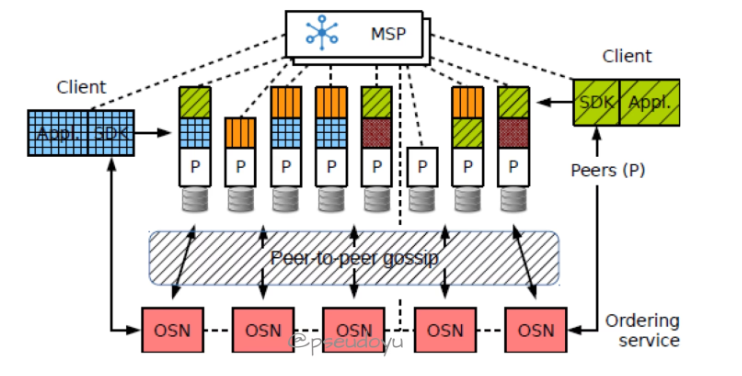 MSP
Client
Client
Appl. SDK
SDK Appl.
P P P P P P P P
Peers (P)
Peer-to-peer gossip
OSN OSN OSN OSN OSN
Ordering
service
@pseudoyu